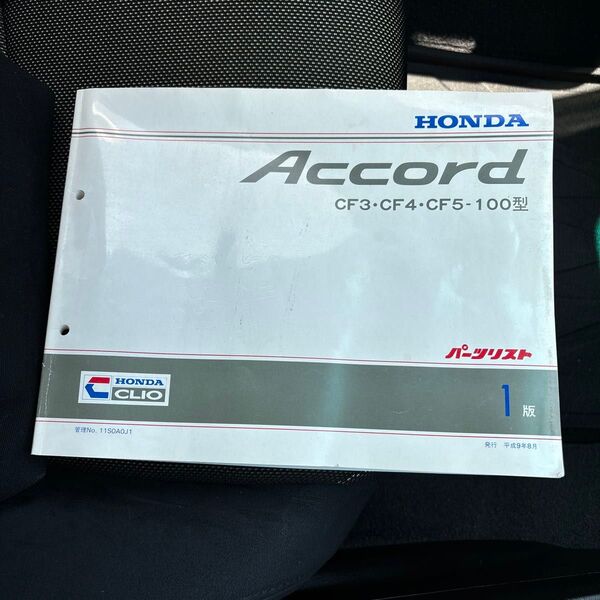 HONDA
Accord
CF3・CF4・CF5-100型
パーツリスト
HONDA
CLIO
1版
管理No. 11S0A0J1
発行 平成9年8月